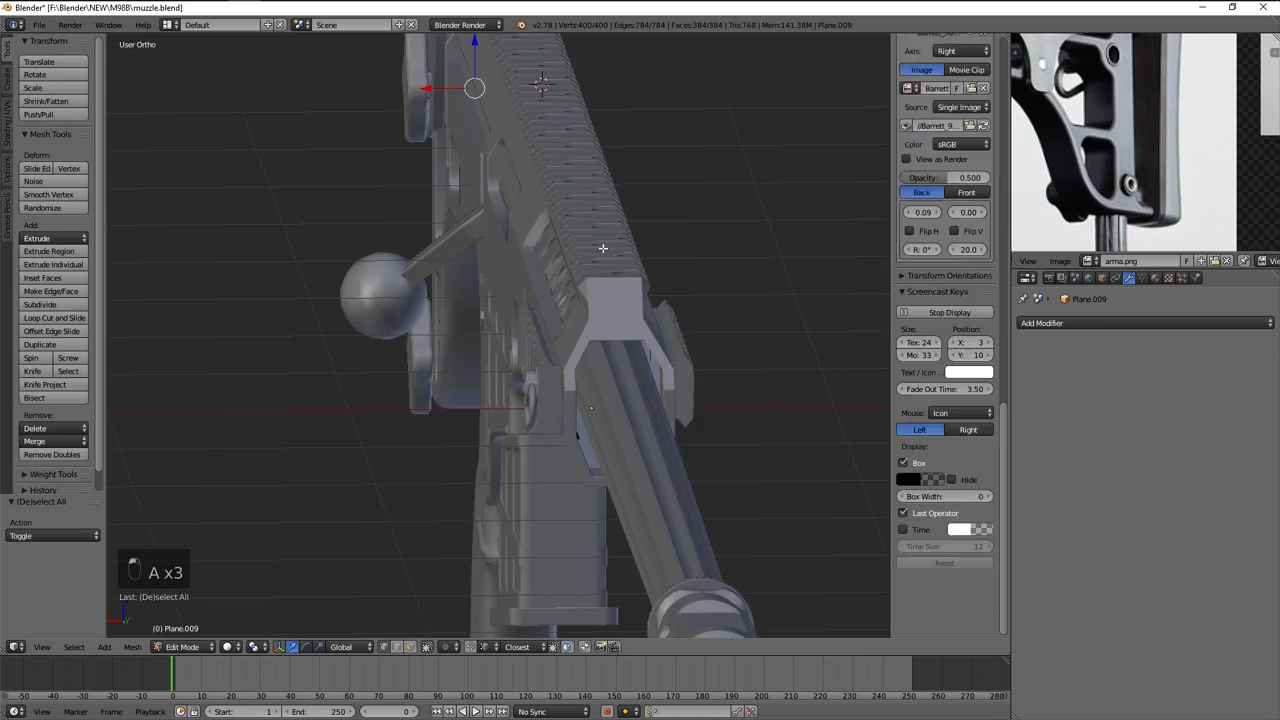 Blender* [F:\Blender\NEW\M98B\muzzle.blend]
File Render Window Help Default Scene Blender Render v2.78 | Verts:400/400 | Edges:784/784 | Faces:384/384 | Tris:768 | Mem:141.38M | Plane.009
Transform
Translate
Rotate
Scale
Shrink/Fatten
Push/Pull
Mesh Tools
Deform:
Slide Ed Vertex
Noise
Smooth Vertex
Randomize
Add:
Extrude
Extrude Region
Extrude Individual
Inset Faces
Make Edge/Face
Subdivide
Loop Cut and Slide
Offset Edge Slide
Duplicate
Spin Screw
Knife Select
Knife Project
Bisect
Remove:
Delete
Merge
Remove Doubles
Weight Tools
History
(De)select All
Action
Toggle
Tools
Create
Shading / UVs
Options
Grease Pencil
User Ortho
A x3
Last: (De)select All
(0) Plane.009
Axis: Right
Image Movie Clip
Barrett F
Source Single Image
//Barrett_9...
Color sRGB
View as Render
Opacity: 0.500
Back Front
0.09 0.00
Flip H Flip V
R: 0° 20.0
Transform Orientations
Screencast Keys
Stop Display
Size: Position:
Tex: 24 X: 3
Mo: 33 Y: 10
Text / Icon ...
Fade Out Time: 3.50
Mouse: Icon
Left Right
Display:
Box
Hide
Box Width: 0
Last Operator
Time
Time Size: 12
Reset
View Image arma.png F
Plane.009
Add Modifier
View Select Add Mesh Edit Mode Global Closest
-50 -40 -30 -20 -10 0 10 20 30 40 50 60 70 80 90 100 110 120 130 140 150 160 170 180 190 200 210 220 230 240 250 260 270 280
View Marker Frame Playback Start: 1 End: 250 0 No Sync